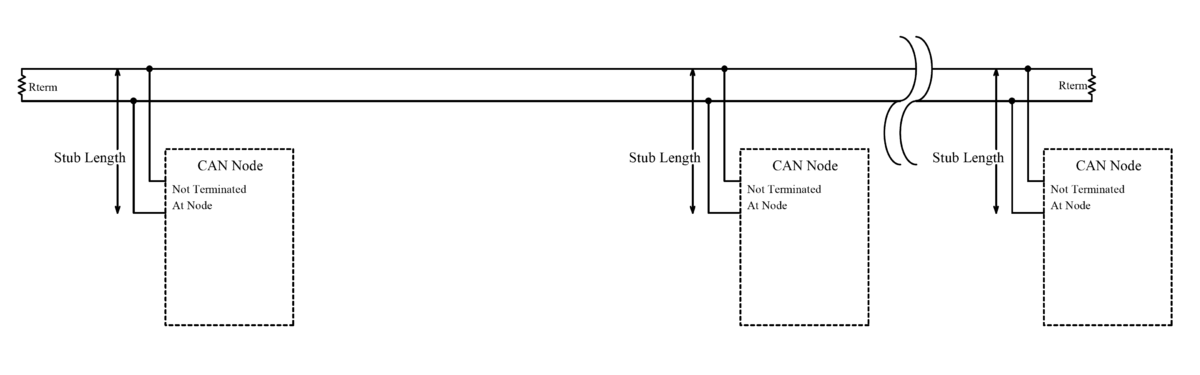 Rterm
Rterm
Stub Length
CAN Node
Not Terminated
At Node
Stub Length
CAN Node
Not Terminated
At Node
Stub Length
CAN Node
Not Terminated
At Node